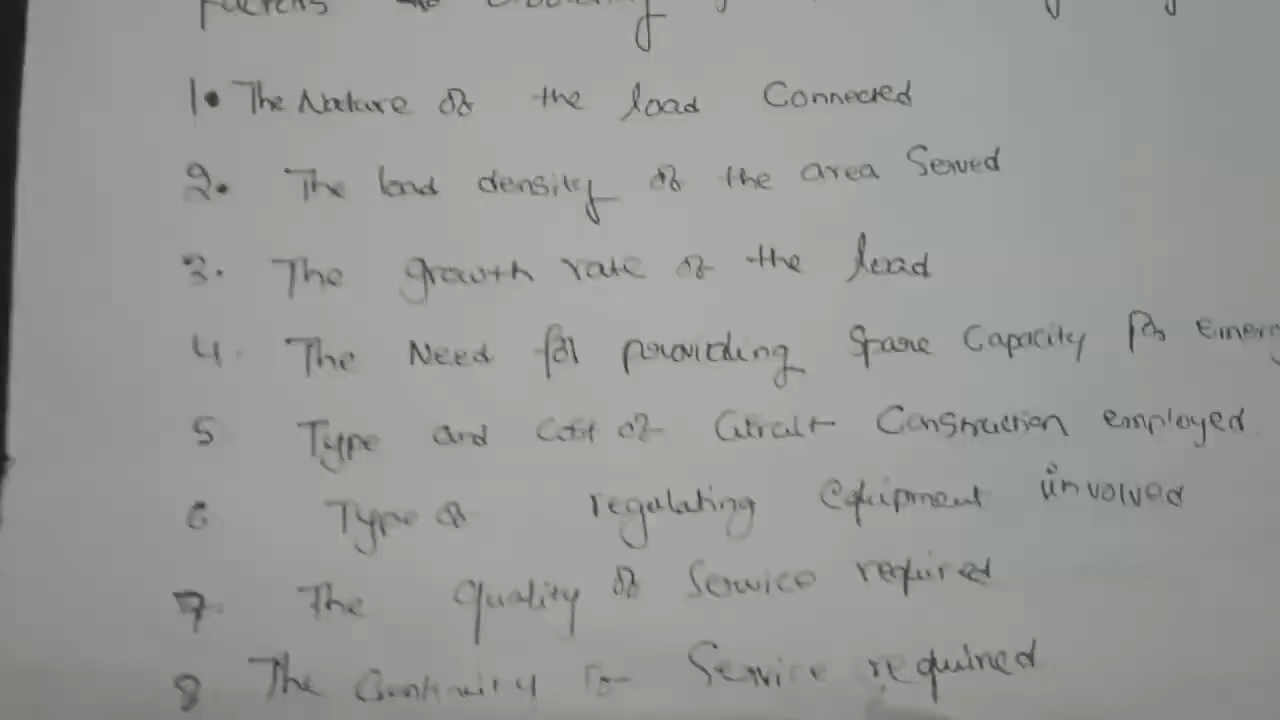 factors
1. The Nature of the load Connected
2. The load density of the area Served
3. The growth rate of the load
4. The Need for providing Spare Capacity for emerg
5 Type and Cost of Circuit Construction employed
6 Type of regulating equipment involved
7. The quality of Service required
8 The Continuity of Service required